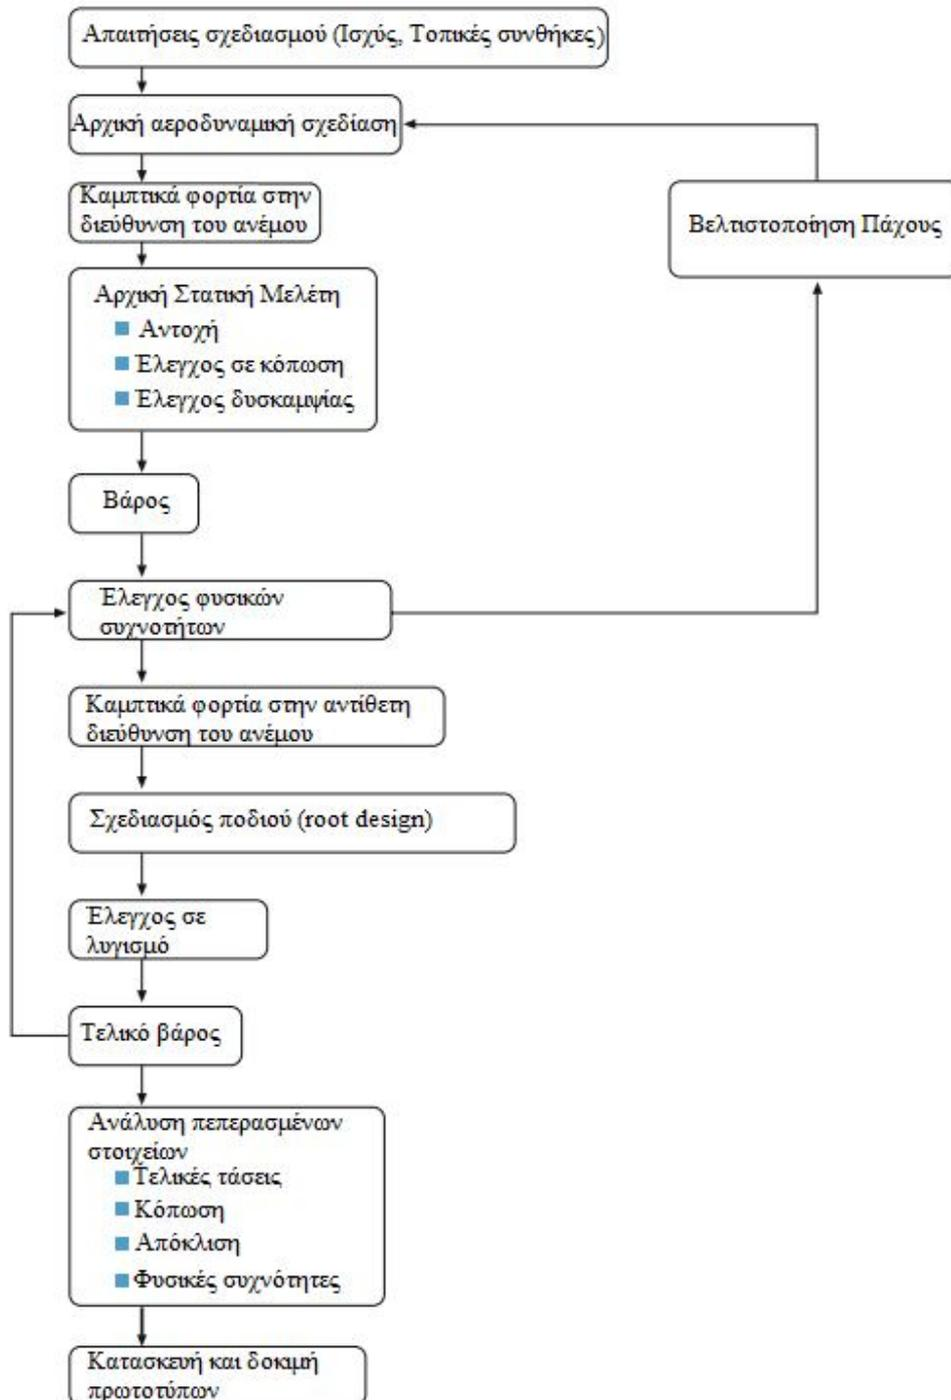 Απαιτήσεις σχεδιασμού (Ισχύς, Τοπικές συνθήκες)
Αρχική αεροδυναμική σχεδίαση
Καμπτικά φορτία στην
διεύθυνση του ανέμου
Βελτιστοποίηση Πάχους
Αρχική Στατική Μελέτη
Αντοχή
Έλεγχος σε κόπωση
Έλεγχος δυσκαμψίας
Βάρος
Έλεγχος φυσικών
συχνοτήτων
Καμπτικά φορτία στην αντίθετη
διεύθυνση του ανέμου
Σχεδιασμός ποδιού (root design)
Έλεγχος σε
λυγισμό
Τελικό βάρος
Ανάλυση πεπερασμένων
στοιχείων
Τελικές τάσεις
Κόπωση
Απόκλιση
Φυσικές συχνότητες
Κατασκευή και δοκιμή
πρωτοτύπων